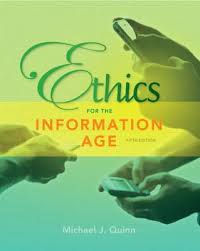 Ethics
FOR THE
INFORMATION
AGE
FIFTH EDITION
Michael J. Quinn